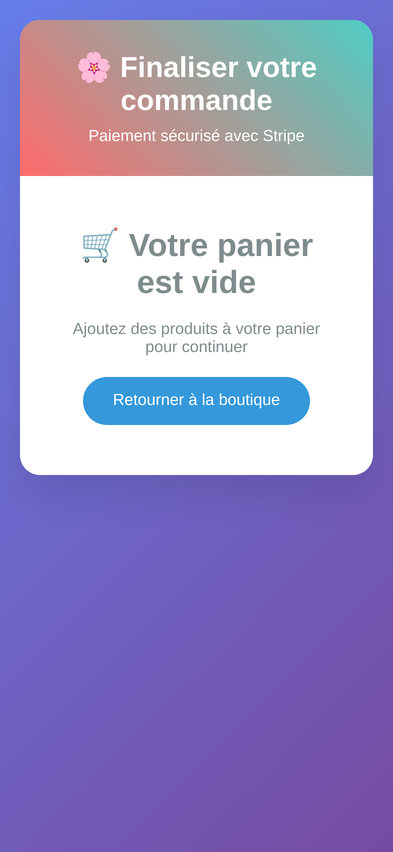 🌸 Finaliser votre
commande
Paiement sécurisé avec Stripe
🛒 Votre panier
est vide
Ajoutez des produits à votre panier
pour continuer
Retourner à la boutique